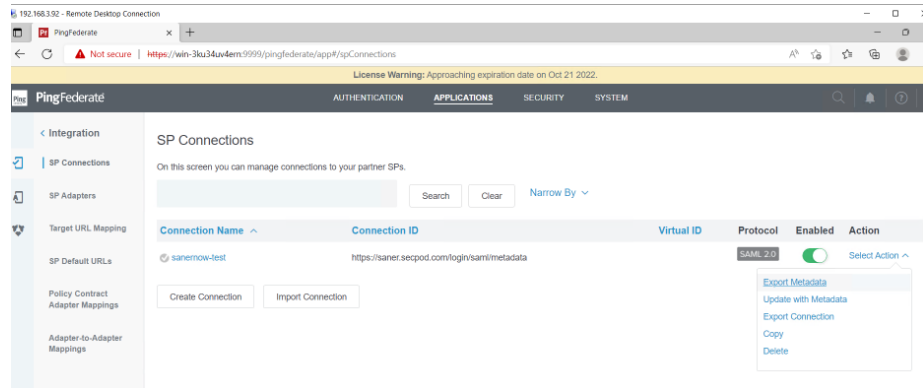 192.168.3.92 - Remote Desktop Connection
PingFederate
Not secure | https://win-3ku34uv4ern:9999/pingfederate/app#/spConnections
License Warning: Approaching expiration date on Oct 21 2022.
Ping PingFederate AUTHENTICATION APPLICATIONS SECURITY SYSTEM
< Integration
SP Connections
SP Adapters
Target URL Mapping
SP Default URLs
Policy Contract
Adapter Mappings
Adapter-to-Adapter
Mappings
SP Connections
On this screen you can manage connections to your partner SPs.
Search Clear Narrow By
Connection Name Connection ID Virtual ID Protocol Enabled Action
sanernow-test https://saner.secpod.com/login/saml/metadata SAML 2.0 Select Action
Export Metadata
Update with Metadata
Export Connection
Copy
Delete
Create Connection Import Connection